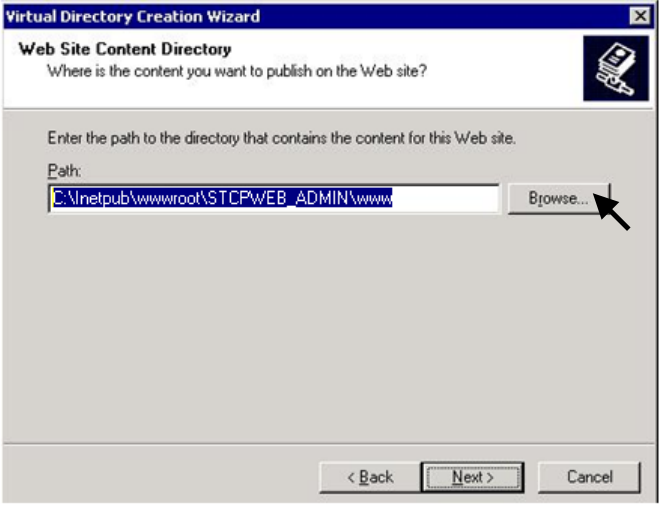 Virtual Directory Creation Wizard
Web Site Content Directory
Where is the content you want to publish on the Web site?
Enter the path to the directory that contains the content for this Web site.
Path:
C:\Inetpub\wwwroot\STCPWEB_ADMIN\www
Browse...
< Back
Next >
Cancel